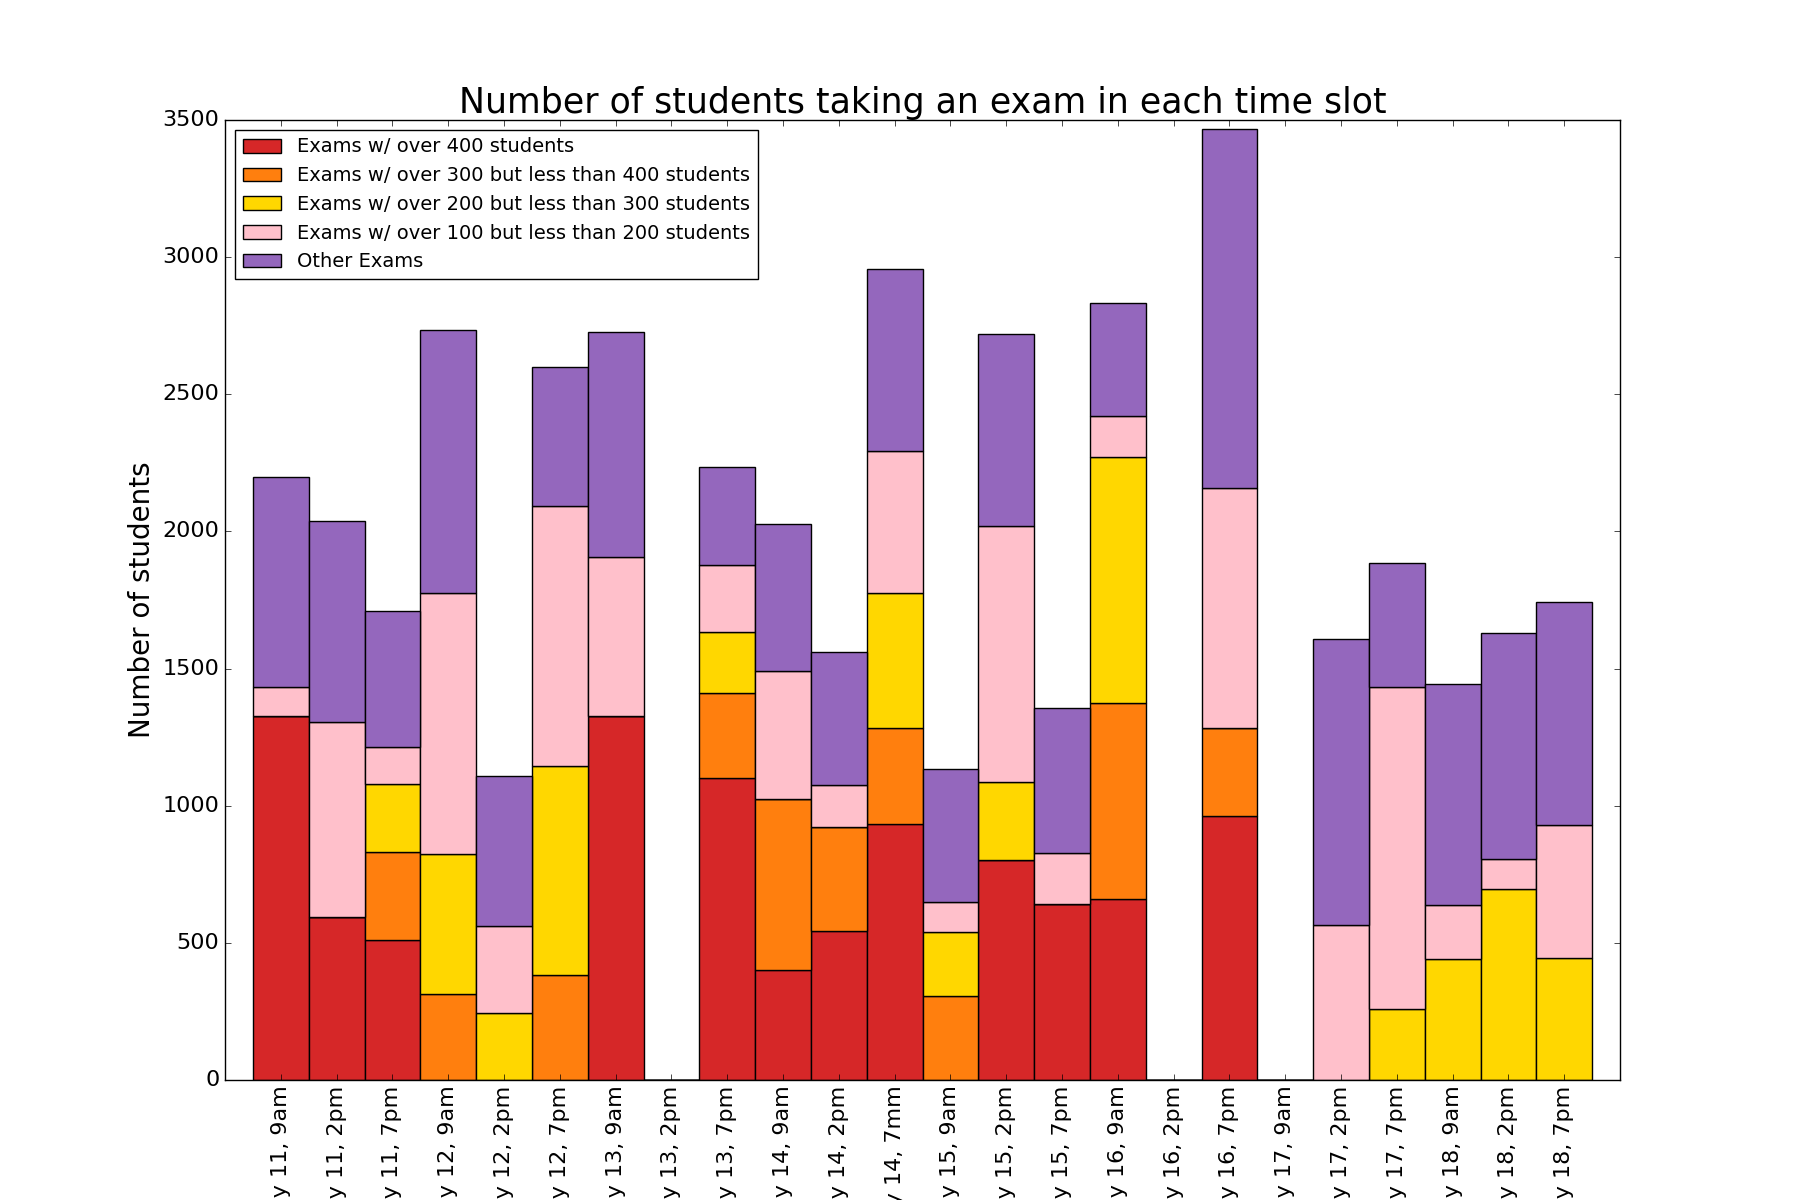 Number of students taking an exam in each time slot
Number of students
3500
3000
2500
2000
1500
1000
500
0
Exams w/ over 400 students
Exams w/ over 300 but less than 400 students
Exams w/ over 200 but less than 300 students
Exams w/ over 100 but less than 200 students
Other Exams
y 11, 9am
y 11, 2pm
y 11, 7pm
y 12, 9am
y 12, 2pm
y 12, 7pm
y 13, 9am
y 13, 2pm
y 13, 7pm
y 14, 9am
y 14, 2pm
y 14, 7mm
y 15, 9am
y 15, 2pm
y 15, 7pm
y 16, 9am
y 16, 2pm
y 16, 7pm
y 17, 9am
y 17, 2pm
y 17, 7pm
y 18, 9am
y 18, 2pm
y 18, 7pm